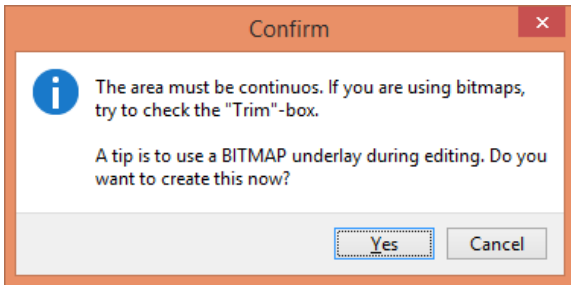 Confirm
The area must be continuos. If you are using bitmaps,
try to check the "Trim"-box.
A tip is to use a BITMAP underlay during editing. Do you
want to create this now?
Yes Cancel